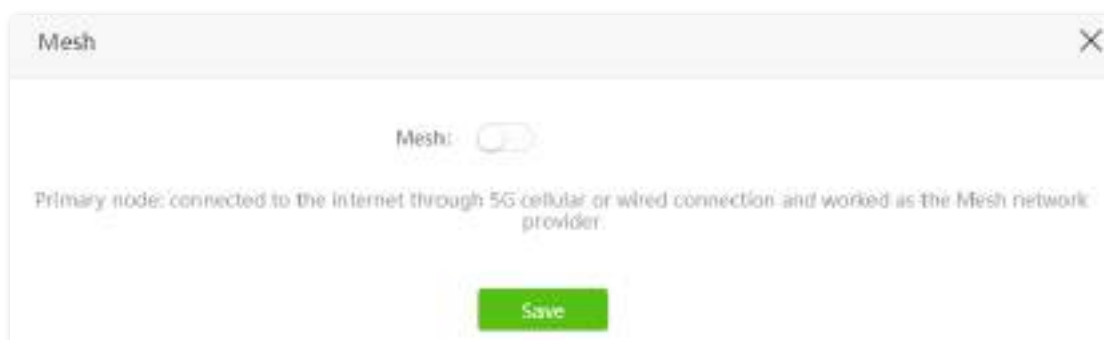 Mesh
Mesh:
Primary node: connected to the internet through 5G cellular or wired connection and worked as the Mesh network
provider.
Save